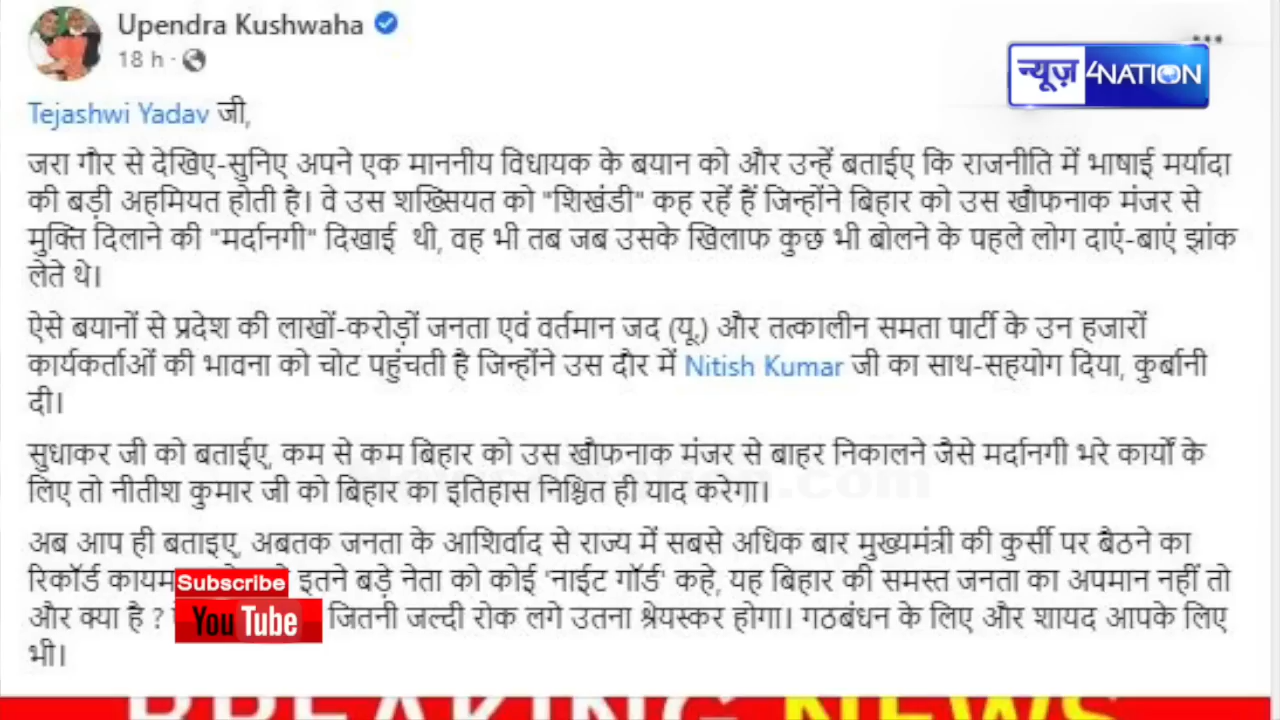 Upendra Kushwaha
18 h ·
न्यूज़ 4NATION
Tejashwi Yadav जी,
जरा गौर से देखिए-सुनिए अपने एक माननीय विधायक के बयान को और उन्हें बताईए कि राजनीति में भाषाई मर्यादा
की बड़ी अहमियत होती है। वे उस शख्सियत को "शिखंडी" कह रहें हैं जिन्होंने बिहार को उस खौफनाक मंजर से
मुक्ति दिलाने की "मर्दानगी" दिखाई थी, वह भी तब जब उसके खिलाफ कुछ भी बोलने के पहले लोग दाएं-बाएं झांक
लेते थे।
ऐसे बयानों से प्रदेश की लाखों-करोड़ों जनता एवं वर्तमान जद (यू.) और तत्कालीन समता पार्टी के उन हजारों
कार्यकर्ताओं की भावना को चोट पहुंचती है जिन्होंने उस दौर में Nitish Kumar जी का साथ-सहयोग दिया, कुर्बानी
दी।
सुधाकर जी को बताईए, कम से कम बिहार को उस खौफनाक मंजर से बाहर निकालने जैसे मर्दानगी भरे कार्यों के
लिए तो नीतीश कुमार जी को बिहार का इतिहास निश्चित ही याद करेगा।
अब आप ही बताइए, अबतक जनता के आशिर्वाद से राज्य में सबसे अधिक बार मुख्यमंत्री की कुर्सी पर बैठने का
रिकॉर्ड कायम इतने बड़े नेता को कोई 'नाईट गॉर्ड' कहे, यह बिहार की समस्त जनता का अपमान नहीं तो
और क्या है ? जितनी जल्दी रोक लगे उतना श्रेयस्कर होगा। गठबंधन के लिए और शायद आपके लिए
भी।
Subscribe
YouTube
BREAKING NEWS